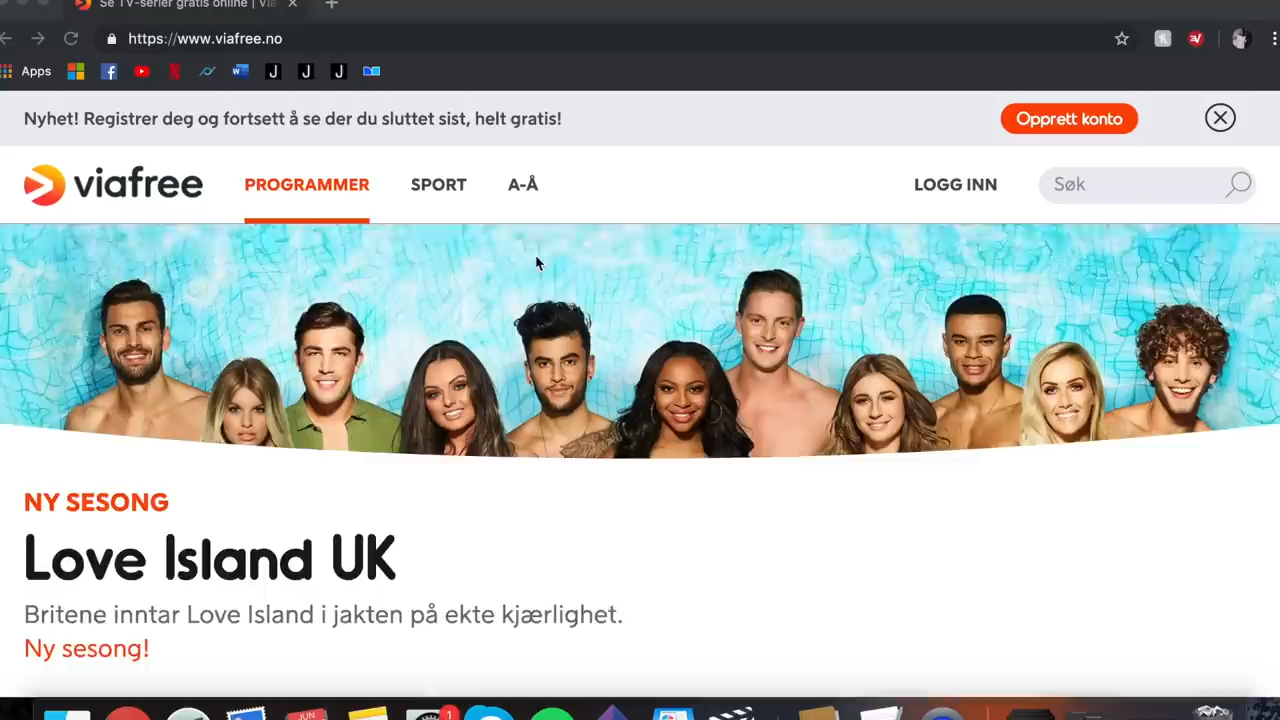 Se TV-serier gratis online | Via
https://www.viafree.no
Apps
Nyhet! Registrer deg og fortsett å se der du sluttet sist, helt gratis!
Opprett konto
viafree
PROGRAMMER
SPORT
A-Å
LOGG INN
Søk
NY SESONG
Love Island UK
Britene inntar Love Island i jakten på ekte kjærlighet.
Ny sesong!
JUN
1